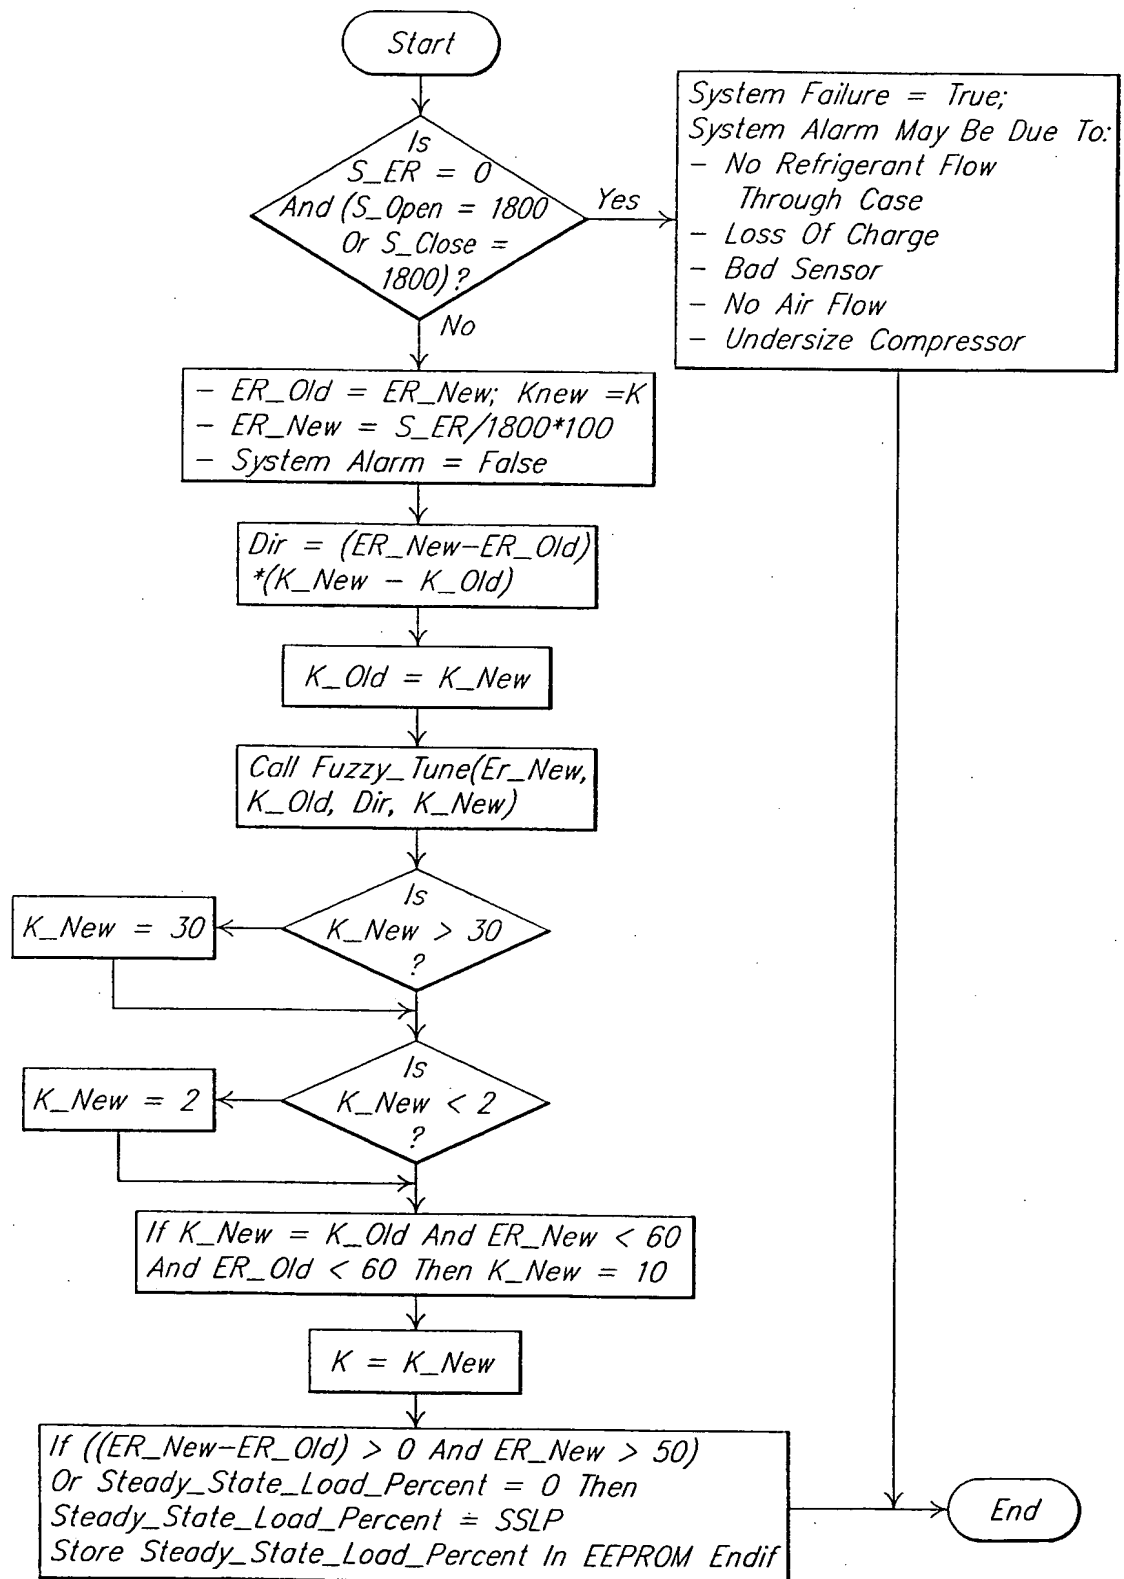 Start
Is
S_ER = 0
And (S_Open = 1800
Or S_Close =
1800)?
Yes
No
System Failure = True;
System Alarm May Be Due To:
- No Refrigerant Flow
Through Case
- Loss Of Charge
- Bad Sensor
- No Air Flow
- Undersize Compressor
- ER_Old = ER_New; Knew =K
- ER_New = S_ER/1800*100
- System Alarm = False
Dir = (ER_New-ER_Old)
*(K_New - K_Old)
K_Old = K_New
Call Fuzzy_Tune(Er_New,
K_Old, Dir, K_New)
Is
K_New > 30
?
K_New = 30
Is
K_New < 2
?
K_New = 2
If K_New = K_Old And ER_New < 60
And ER_Old < 60 Then K_New = 10
K = K_New
If ((ER_New-ER_Old) > 0 And ER_New > 50)
Or Steady_State_Load_Percent = 0 Then
Steady_State_Load_Percent = SSLP
Store Steady_State_Load_Percent In EEPROM Endif
End